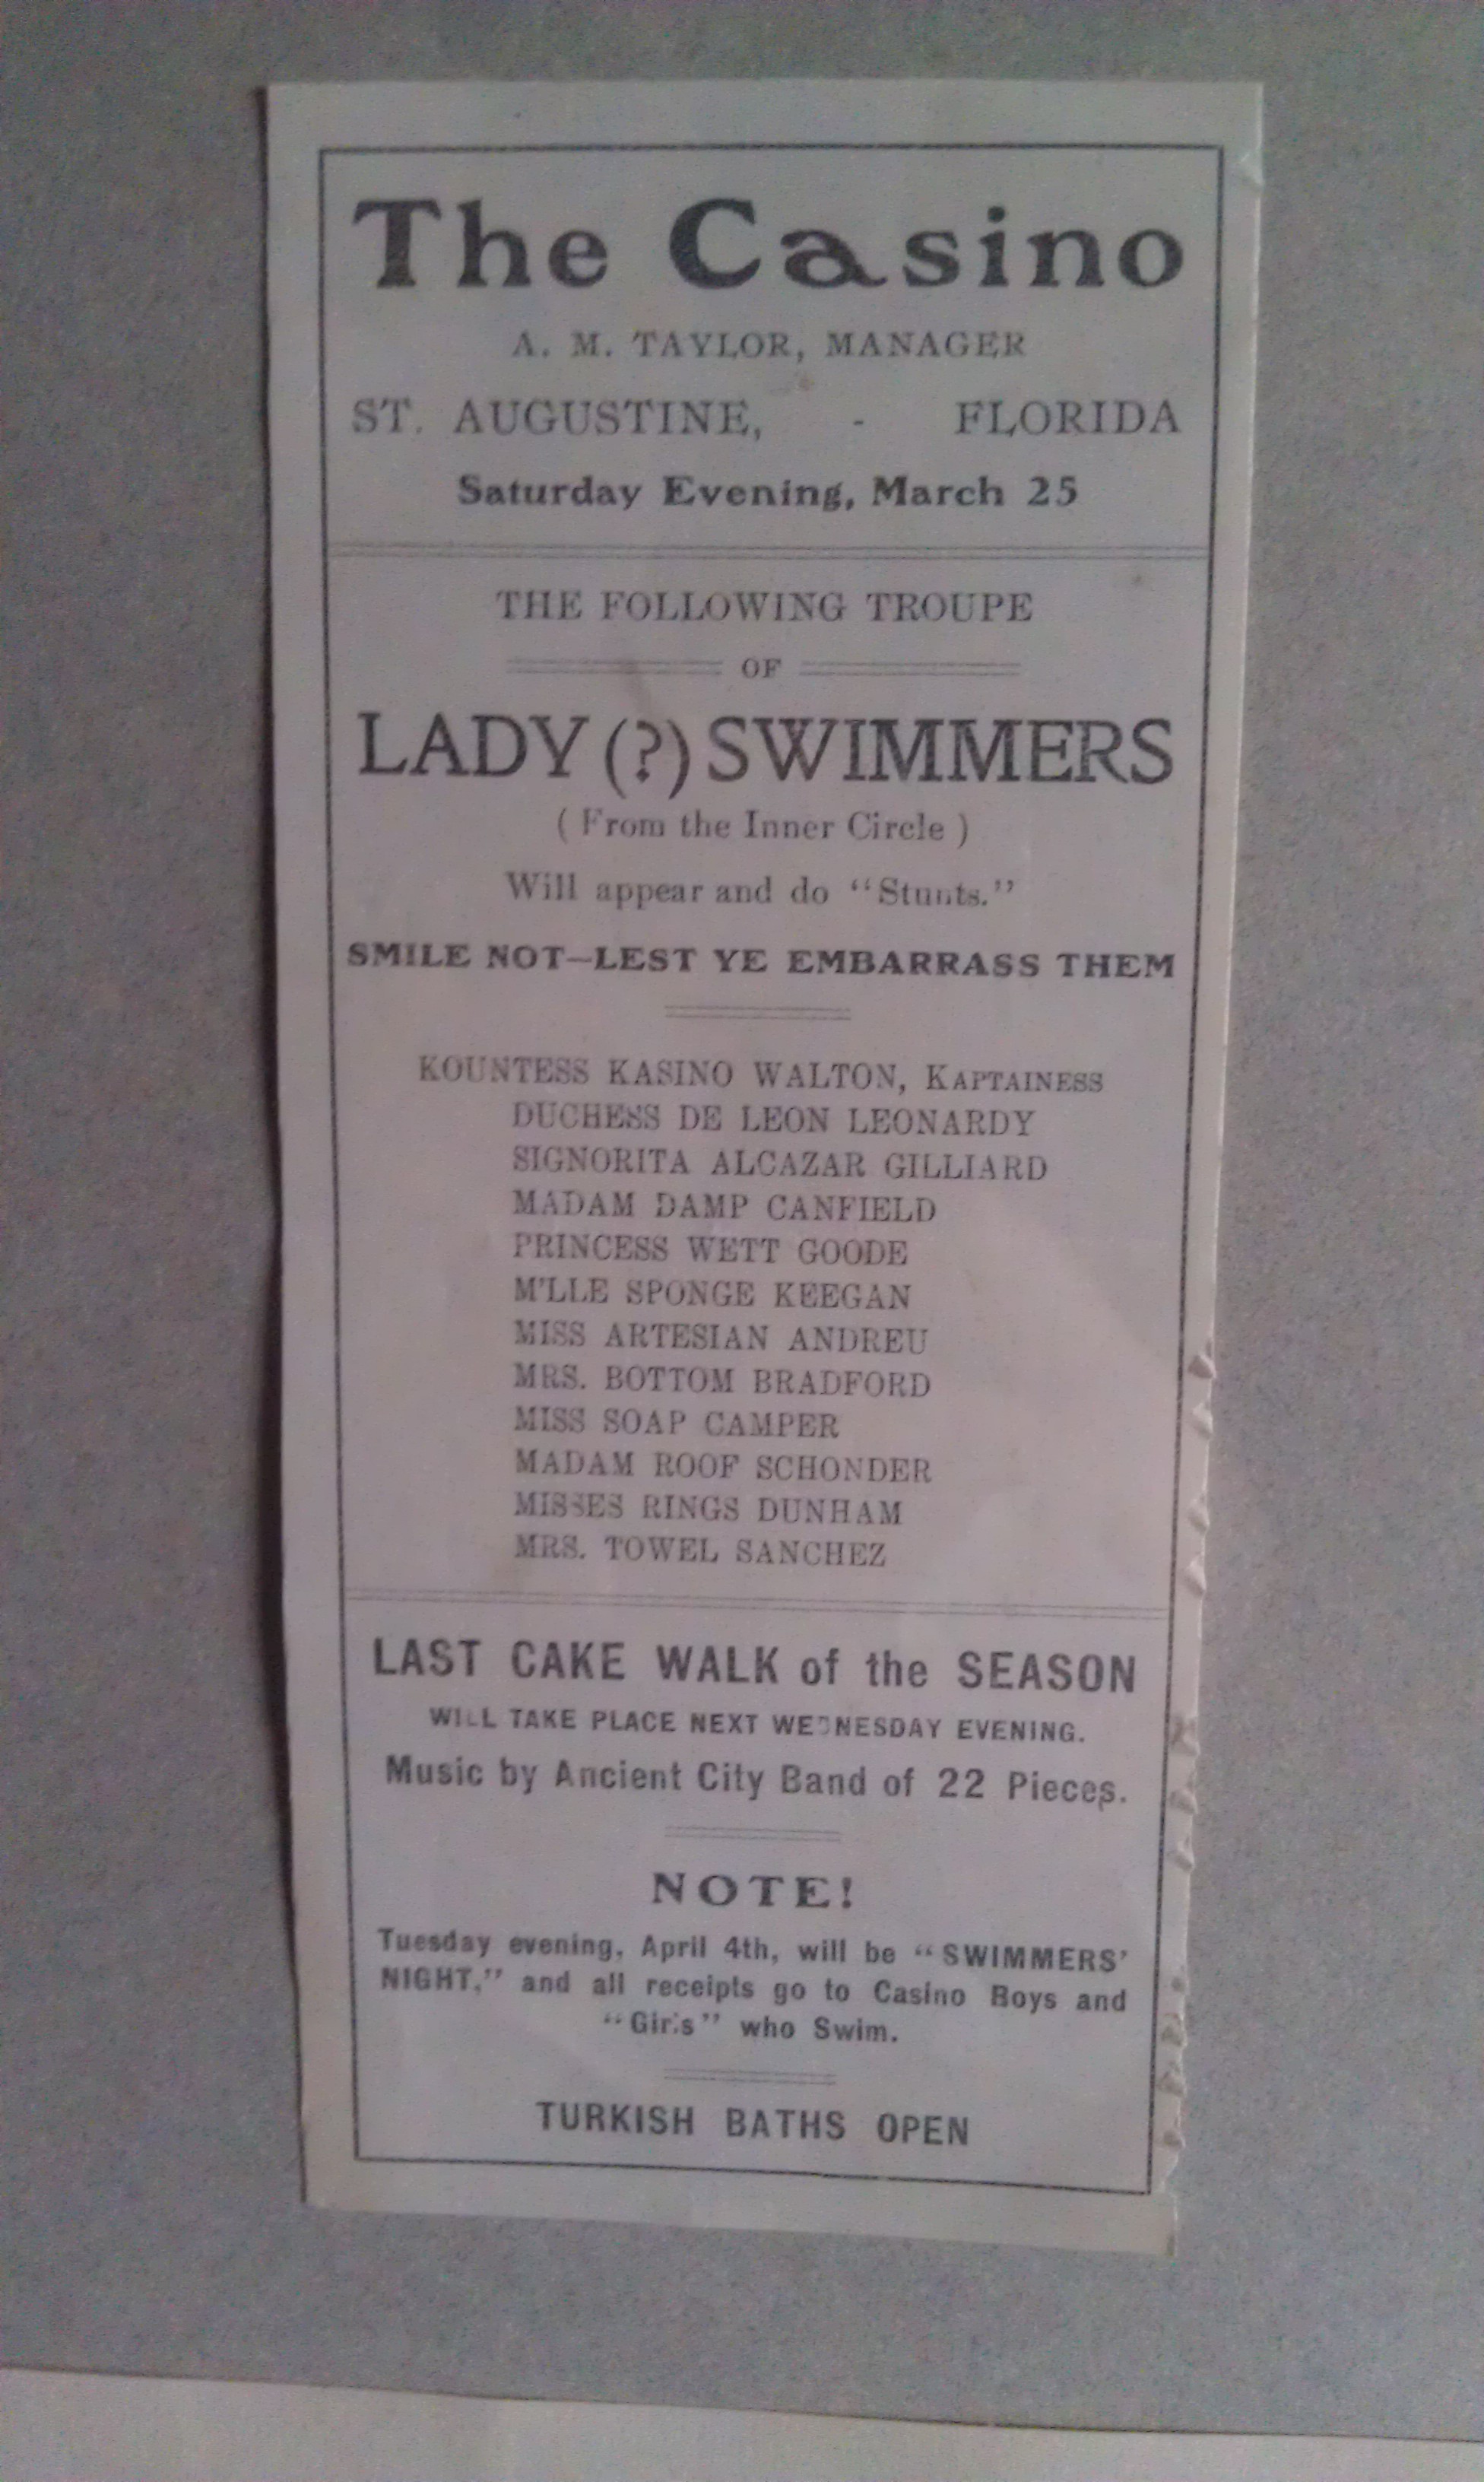 The Casino
A. M. TAYLOR, MANAGER
ST. AUGUSTINE, - FLORIDA
Saturday Evening, March 25
THE FOLLOWING TROUPE
OF
LADY (?) SWIMMERS
( From the Inner Circle )
Will appear and do "Stunts."
SMILE NOT—LEST YE EMBARRASS THEM
KOUNTESS KASINO WALTON, KAPTAINESS
DUCHESS DE LEON LEONARDY
SIGNORITA ALCAZAR GILLIARD
MADAM DAMP CANFIELD
PRINCESS WETT GOODE
M'LLE SPONGE KEEGAN
MISS ARTESIAN ANDREU
MRS. BOTTOM BRADFORD
MISS SOAP CAMPER
MADAM ROOF SCHONDER
MISSES RINGS DUNHAM
MRS. TOWEL SANCHEZ
LAST CAKE WALK of the SEASON
WILL TAKE PLACE NEXT WEDNESDAY EVENING.
Music by Ancient City Band of 22 Pieces.
NOTE!
Tuesday evening, April 4th, will be "SWIMMERS'
NIGHT," and all receipts go to Casino Boys and
"Girls" who Swim.
TURKISH BATHS OPEN